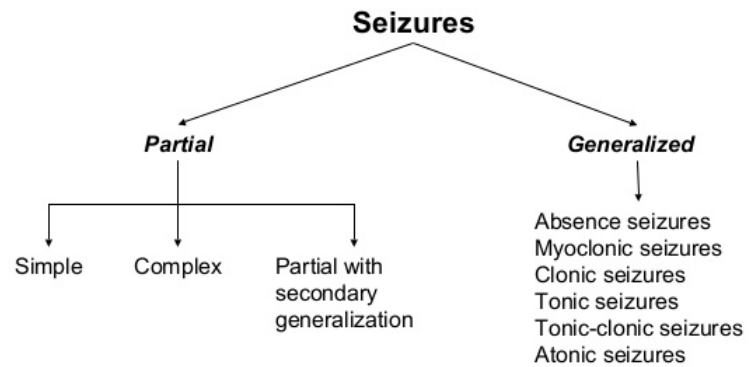 Seizures
Partial
Generalized
Simple
Complex
Partial with
secondary
generalization
Absence seizures
Myoclonic seizures
Clonic seizures
Tonic seizures
Tonic-clonic seizures
Atonic seizures